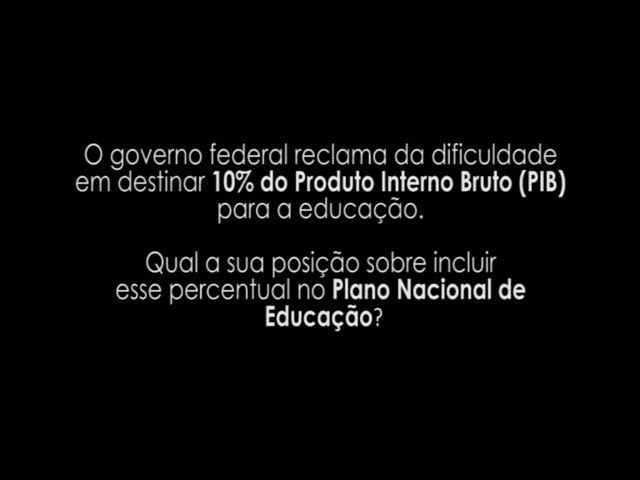 O governo federal reclama da dificuldade
em destinar 10% do Produto Interno Bruto (PIB)
para a educação.
Qual a sua posição sobre incluir
esse percentual no Plano Nacional de
Educação?